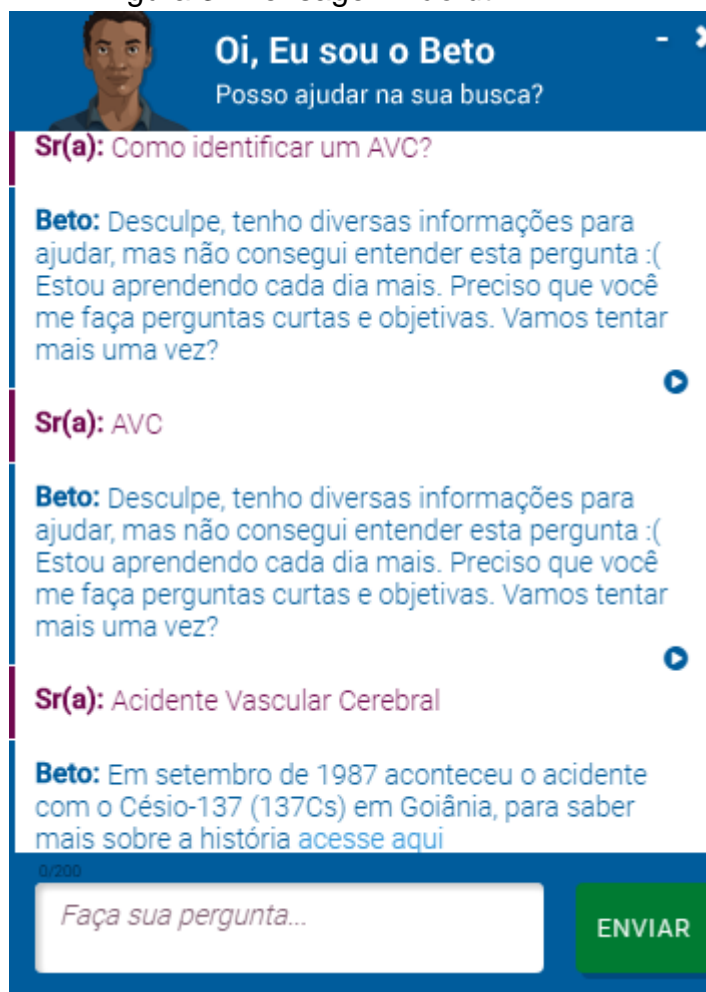 Oi, Eu sou o Beto
Posso ajudar na sua busca?
Sr(a): Como identificar um AVC?
Beto: Desculpe, tenho diversas informações para
ajudar, mas não consegui entender esta pergunta :(
Estou aprendendo cada dia mais. Preciso que você
me faça perguntas curtas e objetivas. Vamos tentar
mais uma vez?
Sr(a): AVC
Beto: Desculpe, tenho diversas informações para
ajudar, mas não consegui entender esta pergunta :(
Estou aprendendo cada dia mais. Preciso que você
me faça perguntas curtas e objetivas. Vamos tentar
mais uma vez?
Sr(a): Acidente Vascular Cerebral
Beto: Em setembro de 1987 aconteceu o acidente
com o Césio-137 (137Cs) em Goiânia, para saber
mais sobre a história acesse aqui
0/200
Faça sua pergunta...
ENVIAR